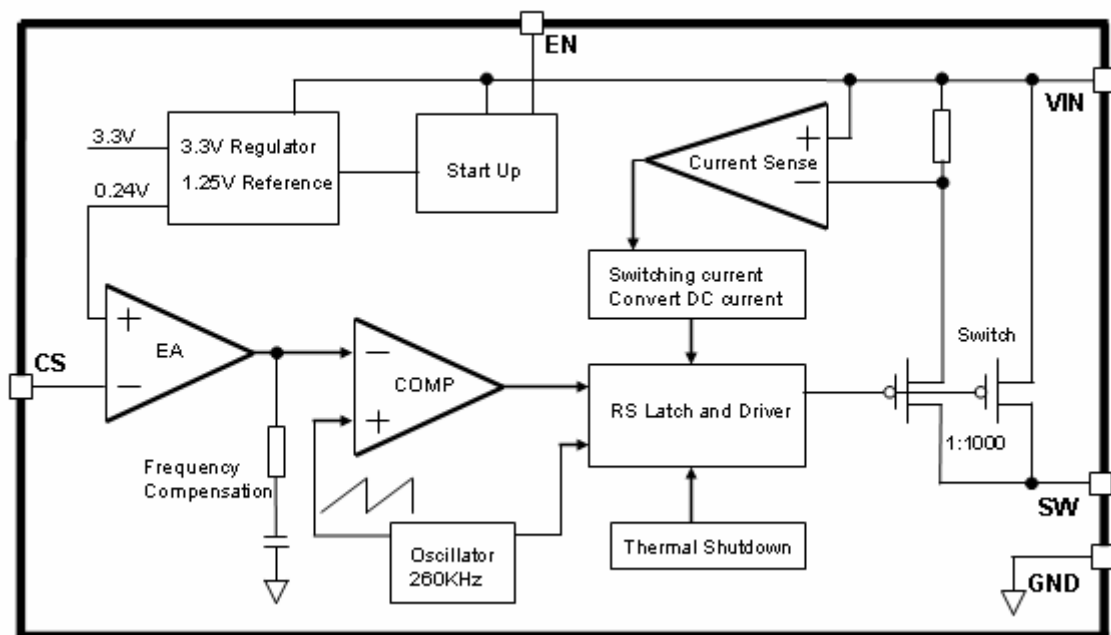 EN
VIN
3.3V
3.3V Regulator
1.25V Reference
0.24V
Start Up
+
Current Sense
−
Switching current
Convert DC current
Switch
CS
+
EA
−
−
COMP
+
RS Latch and Driver
1:1000
Frequency
Compensation
SW
Oscillator
260KHz
Thermal Shutdown
GND